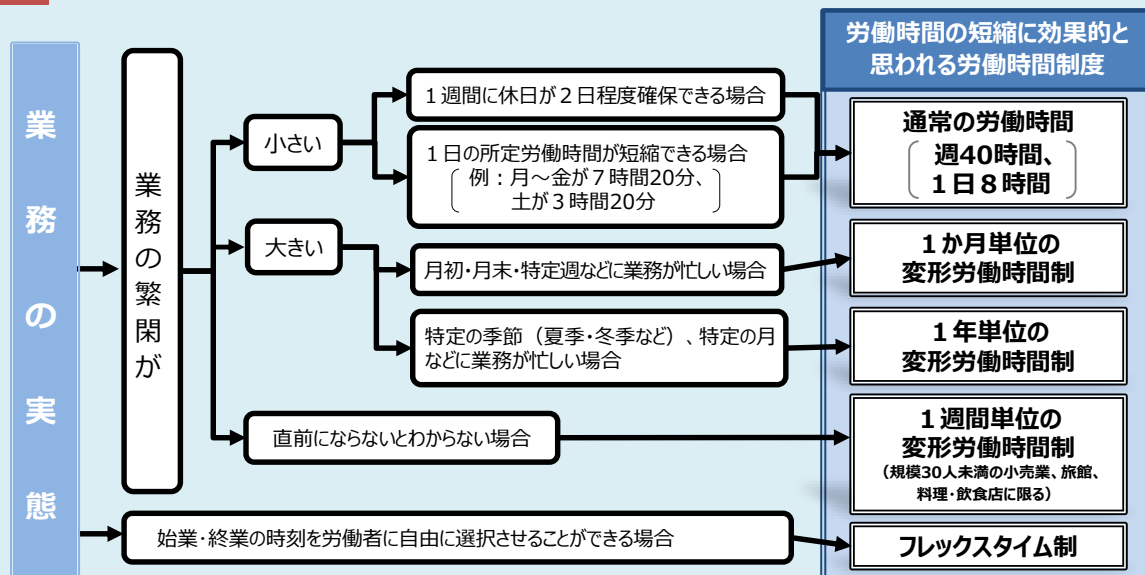 労働時間の短縮に効果的と
思われる労働時間制度
業務の実態
業務の繁閑が
小さい
１週間に休日が２日程度確保できる場合
１日の所定労働時間が短縮できる場合
例：月～金が７時間20分、
土が３時間20分
通常の労働時間
週40時間、
１日８時間
大きい
月初・月末・特定週などに業務が忙しい場合
１か月単位の
変形労働時間制
特定の季節（夏季・冬季など）、特定の月
などに業務が忙しい場合
１年単位の
変形労働時間制
直前にならないとわからない場合
１週間単位の
変形労働時間制
（規模30人未満の小売業、旅館、
料理・飲食店に限る）
始業・終業の時刻を労働者に自由に選択させることができる場合
フレックスタイム制